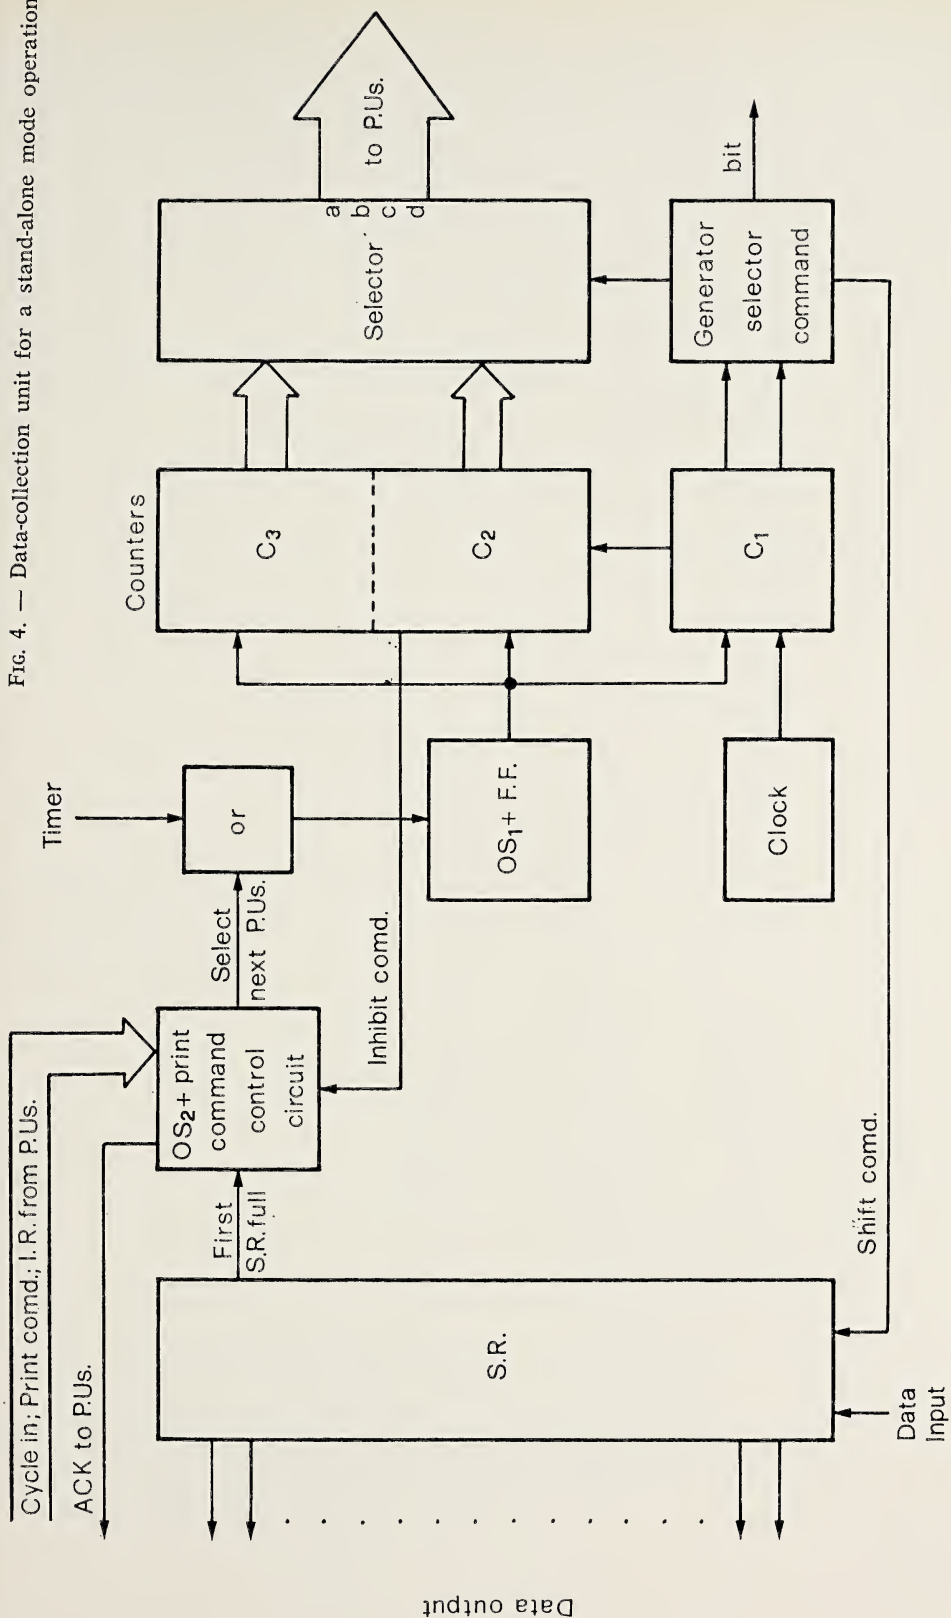 FIG. 4. — Data-collection unit for a stand-alone mode operation
Cycle in; Print comd.; I.R. from P.Us.
ACK to P.Us.
Data output
S.R.
Data
Input
First
S.R. full
OS2 + print
command
control
circuit
Select
next P.Us.
Timer
or
Inhibit comd.
OS1 + F.F.
Clock
Shift comd.
Counters
C3
C2
C1
Selector
a
b
c
d
to P.Us.
Generator
selector
command
bit